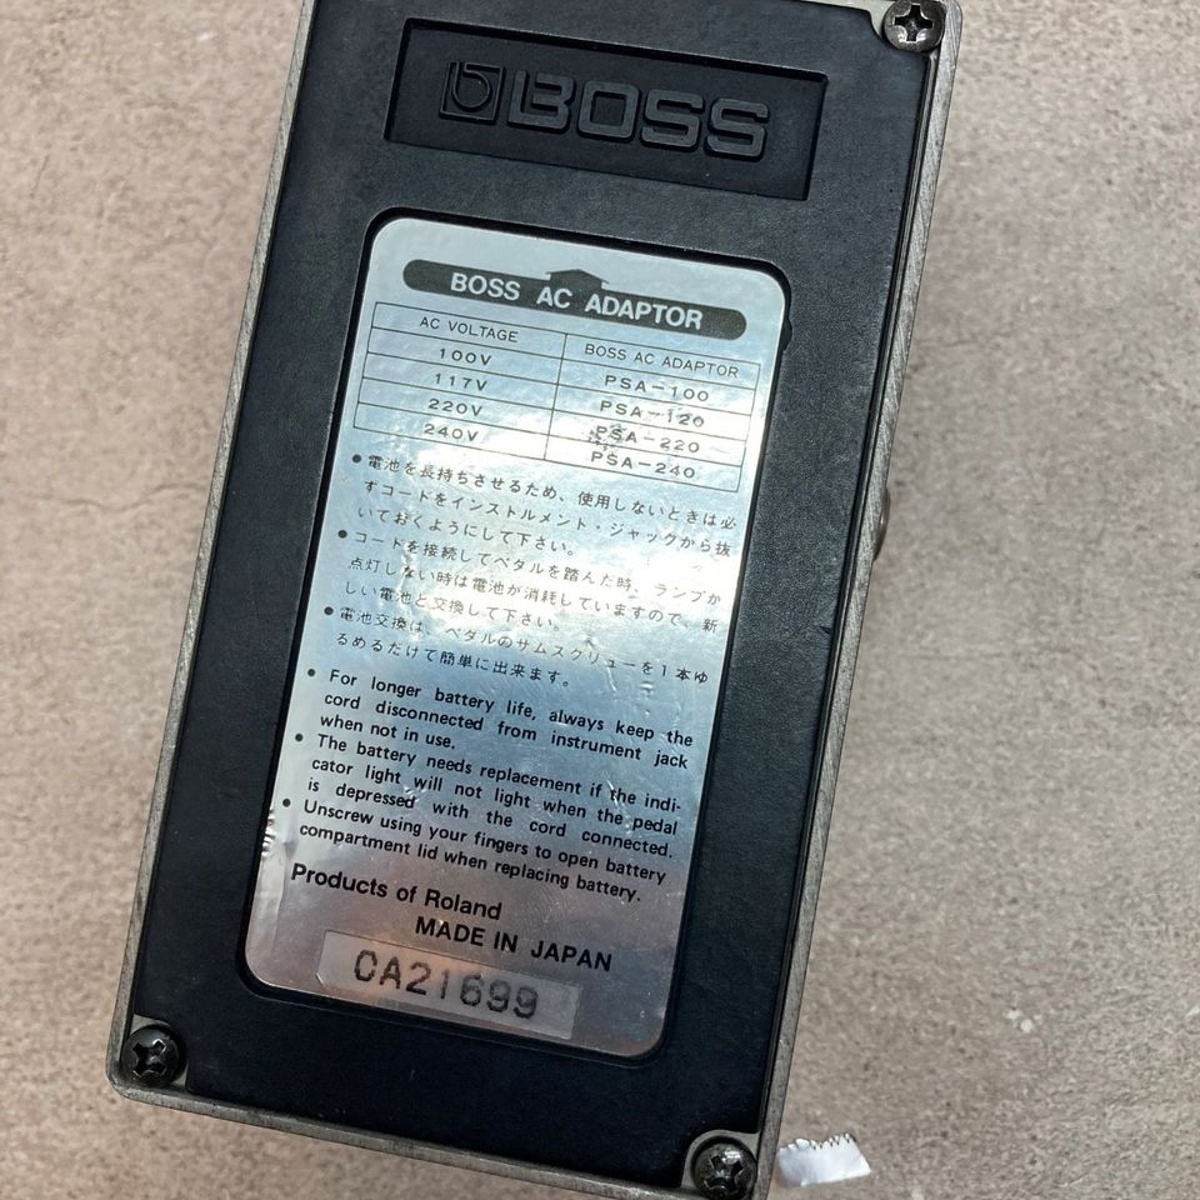 BOSS
BOSS AC ADAPTOR
AC VOLTAGE BOSS AC ADAPTOR
100V PSA-100
117V PSA-120
220V PSA-220
240V PSA-240
●電池を長持ちさせるため、使用しないときは必
ずコードをインストルメント・ジャックから抜
いておくようにして下さい。
●コードを接続してペダルを踏んだ時、ランプが
点灯しない時は電池が消耗していますので、新
しい電池と交換して下さい。
●電池交換は、ペダルのサムスクリューを1本ゆ
るめるだけで簡単に出来ます。
● For longer battery life, always keep the
cord disconnected from instrument jack
when not in use.
● The battery needs replacement if the indi-
cator light will not light when the pedal
is depressed with the cord connected.
● Unscrew using your fingers to open battery
compartment lid when replacing battery.
Products of Roland
MADE IN JAPAN
CA21699